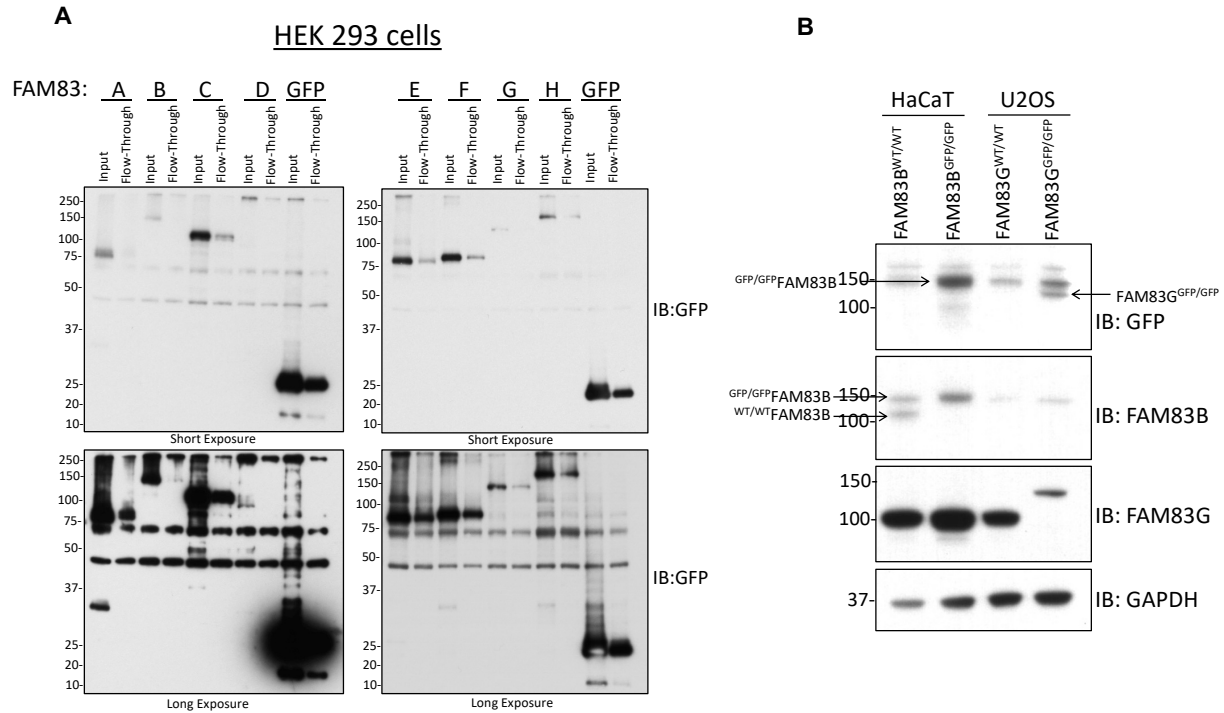 A
HEK 293 cells
FAM83: A B C D GFP
Input Flow-Through Input Flow-Through Input Flow-Through Input Flow-Through Input Flow-Through
250-
150-
100-
75-
50-
37-
25-
20-
10-
Short Exposure
250-
150-
100-
75-
50-
37-
25-
20-
10-
Long Exposure
E F G H GFP
Input Flow-Through Input Flow-Through Input Flow-Through Input Flow-Through Input Flow-Through
250-
150-
100-
75-
50-
37-
25-
20-
10-
IB:GFP
Short Exposure
250-
150-
100-
75-
50-
37-
25-
20-
10-
IB:GFP
Long Exposure
B
HaCaT U2OS
FAM83B^WT/WT FAM83B^GFP/GFP FAM83G^WT/WT FAM83G^GFP/GFP
^GFP/GFP FAM83B
150-
100-
FAM83G^GFP/GFP
IB: GFP
^GFP/GFP FAM83B
^WT/WT FAM83B
150-
100-
IB: FAM83B
150-
100-
IB: FAM83G
37-
IB: GAPDH